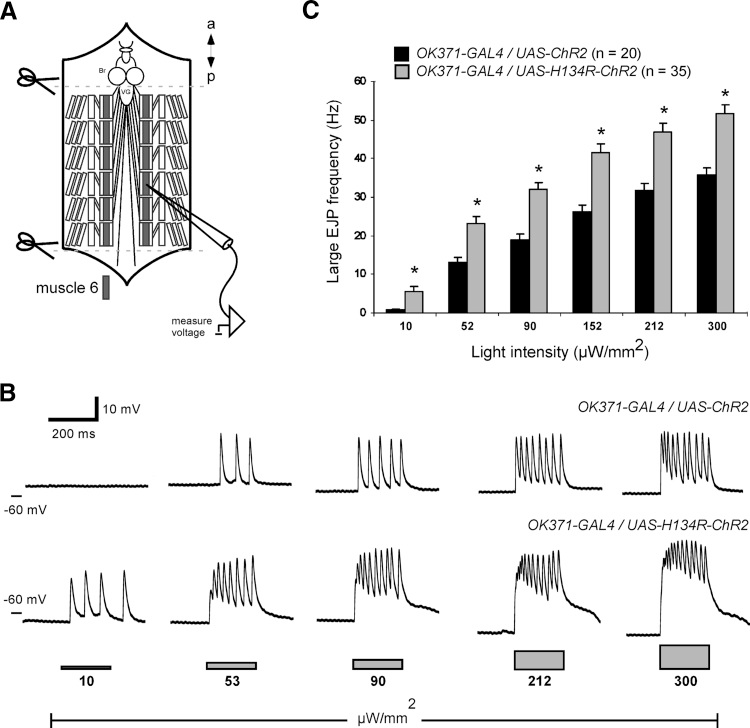 A
a
p
Br
VG
muscle 6
measure
voltage
C
OK371-GAL4 / UAS-ChR2 (n = 20)
OK371-GAL4 / UAS-H134R-ChR2 (n = 35)
Large EJP frequency (Hz)
60
50
40
30
20
10
0
* * * * * *
10 52 90 152 212 300
Light intensity (µW/mm2)
B
10 mV
200 ms
OK371-GAL4 / UAS-ChR2
-60 mV
OK371-GAL4 / UAS-H134R-ChR2
-60 mV
10 53 90 212 300
µW/mm2